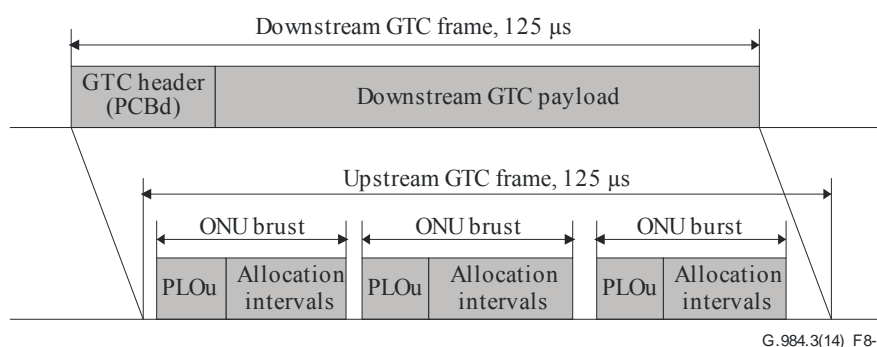 Downstream GTC frame, 125 μs
GTC header
(PCBd)
Downstream GTC payload
Upstream GTC frame, 125 μs
ONU brust
ONU brust
ONU burst
PLOu
Allocation
intervals
PLOu
Allocation
intervals
PLOu
Allocation
intervals
G.984.3(14)_F8-